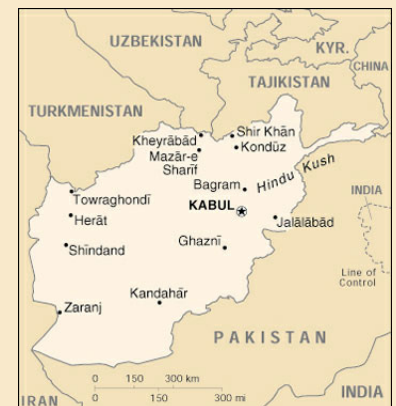 UZBEKISTAN
KYR.
CHINA
TAJIKISTAN
TURKMENISTAN
Kheyrābād
Shir Khān
Mazār-e
Sharīf
Kondūz
Hindu Kush
Bagram
INDIA
Towraghondī
KABUL
Herāt
Jalālābād
Ghaznī
Shīndand
Line of
Control
Kandahār
Zaranj
PAKISTAN
0 150 300 km
0 150 300 mi
IRAN
INDIA